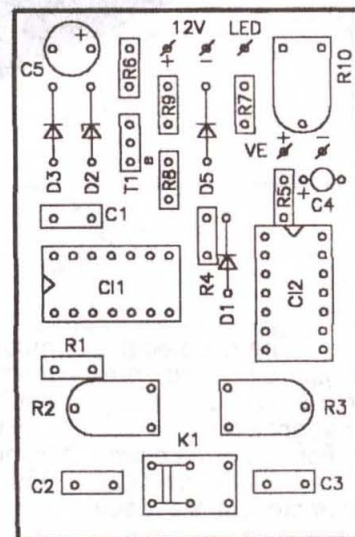 12V LED
C5 + R6 + − R10
R9 R7
D3 D2 T1 B D5 VE + −
R8 R5 + C4
C1
R4
CI1 D1 CI2
R1
R2 R3
K1
C2 C3